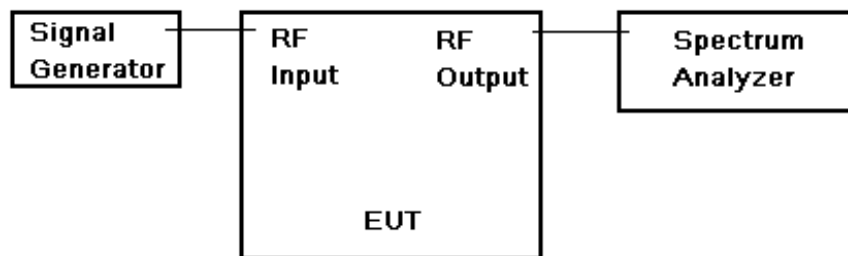 Signal
Generator
RF
Input
RF
Output
EUT
Spectrum
Analyzer